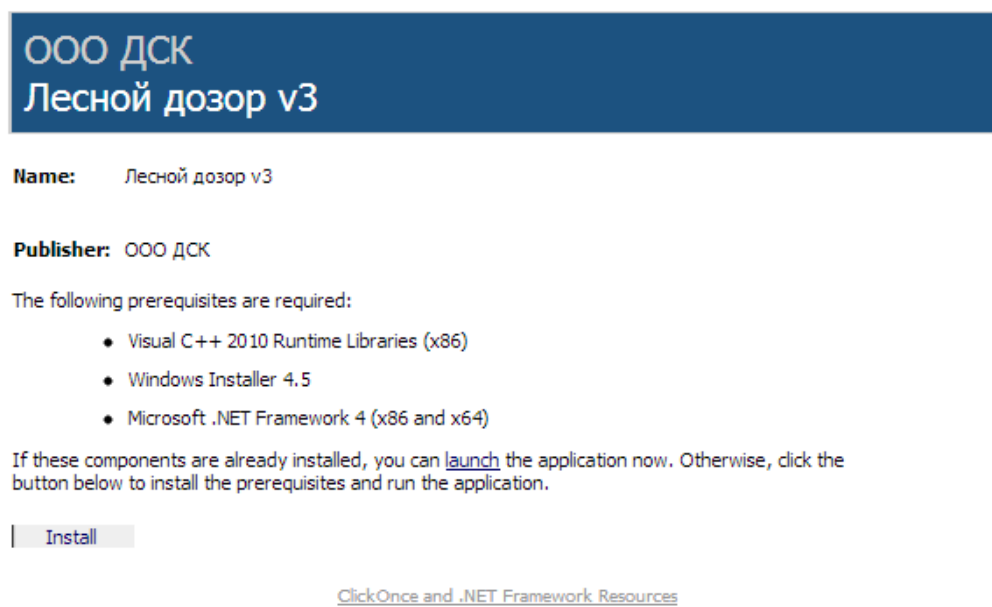 ООО ДСК
Лесной дозор v3
Name: Лесной дозор v3
Publisher: ООО ДСК
The following prerequisites are required:
Visual C++ 2010 Runtime Libraries (x86)
Windows Installer 4.5
Microsoft .NET Framework 4 (x86 and x64)
If these components are already installed, you can launch the application now. Otherwise, click the
button below to install the prerequisites and run the application.
Install
ClickOnce and .NET Framework Resources